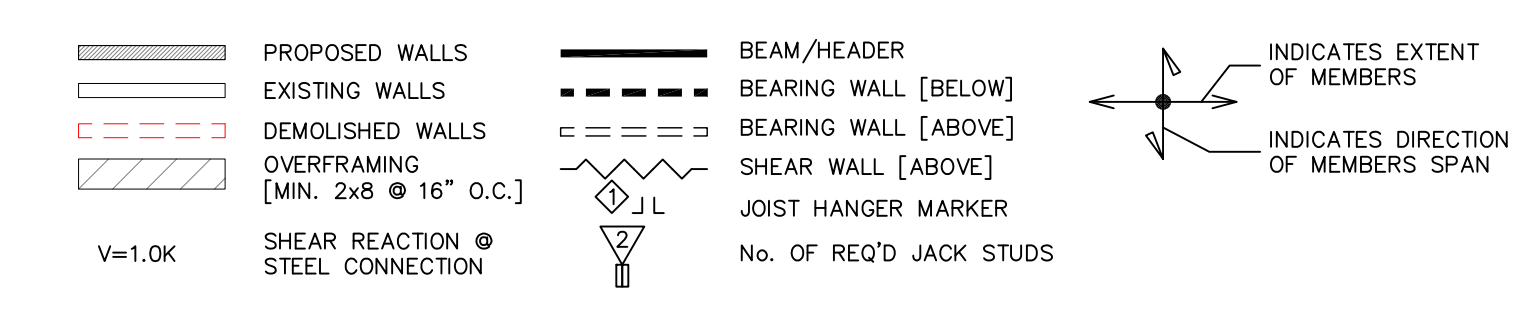 PROPOSED WALLS
EXISTING WALLS
DEMOLISHED WALLS
OVERFRAMING
[MIN. 2x8 @ 16" O.C.]
V=1.0K
SHEAR REACTION @
STEEL CONNECTION
BEAM/HEADER
BEARING WALL [BELOW]
BEARING WALL [ABOVE]
SHEAR WALL [ABOVE]
1
JOIST HANGER MARKER
2
No. OF REQ'D JACK STUDS
INDICATES EXTENT
OF MEMBERS
INDICATES DIRECTION
OF MEMBERS SPAN